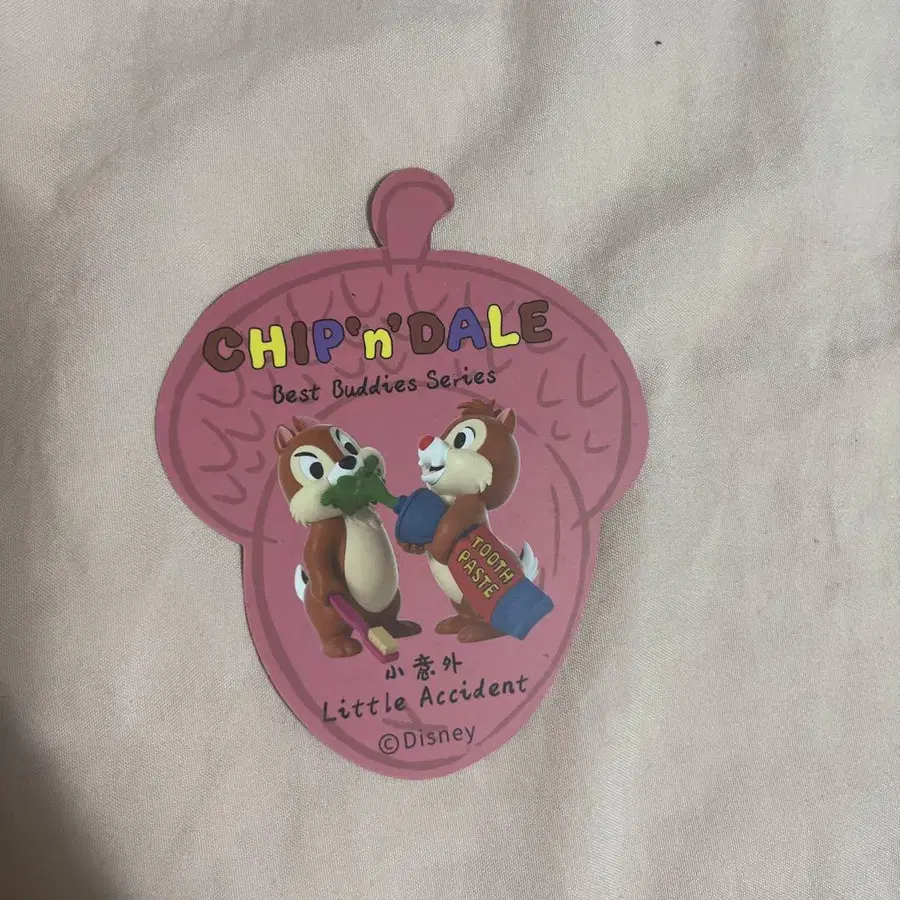 CHIP'n'DALE
Best Buddies Series
TOOTH
PASTE
小意外
Little Accident
©Disney